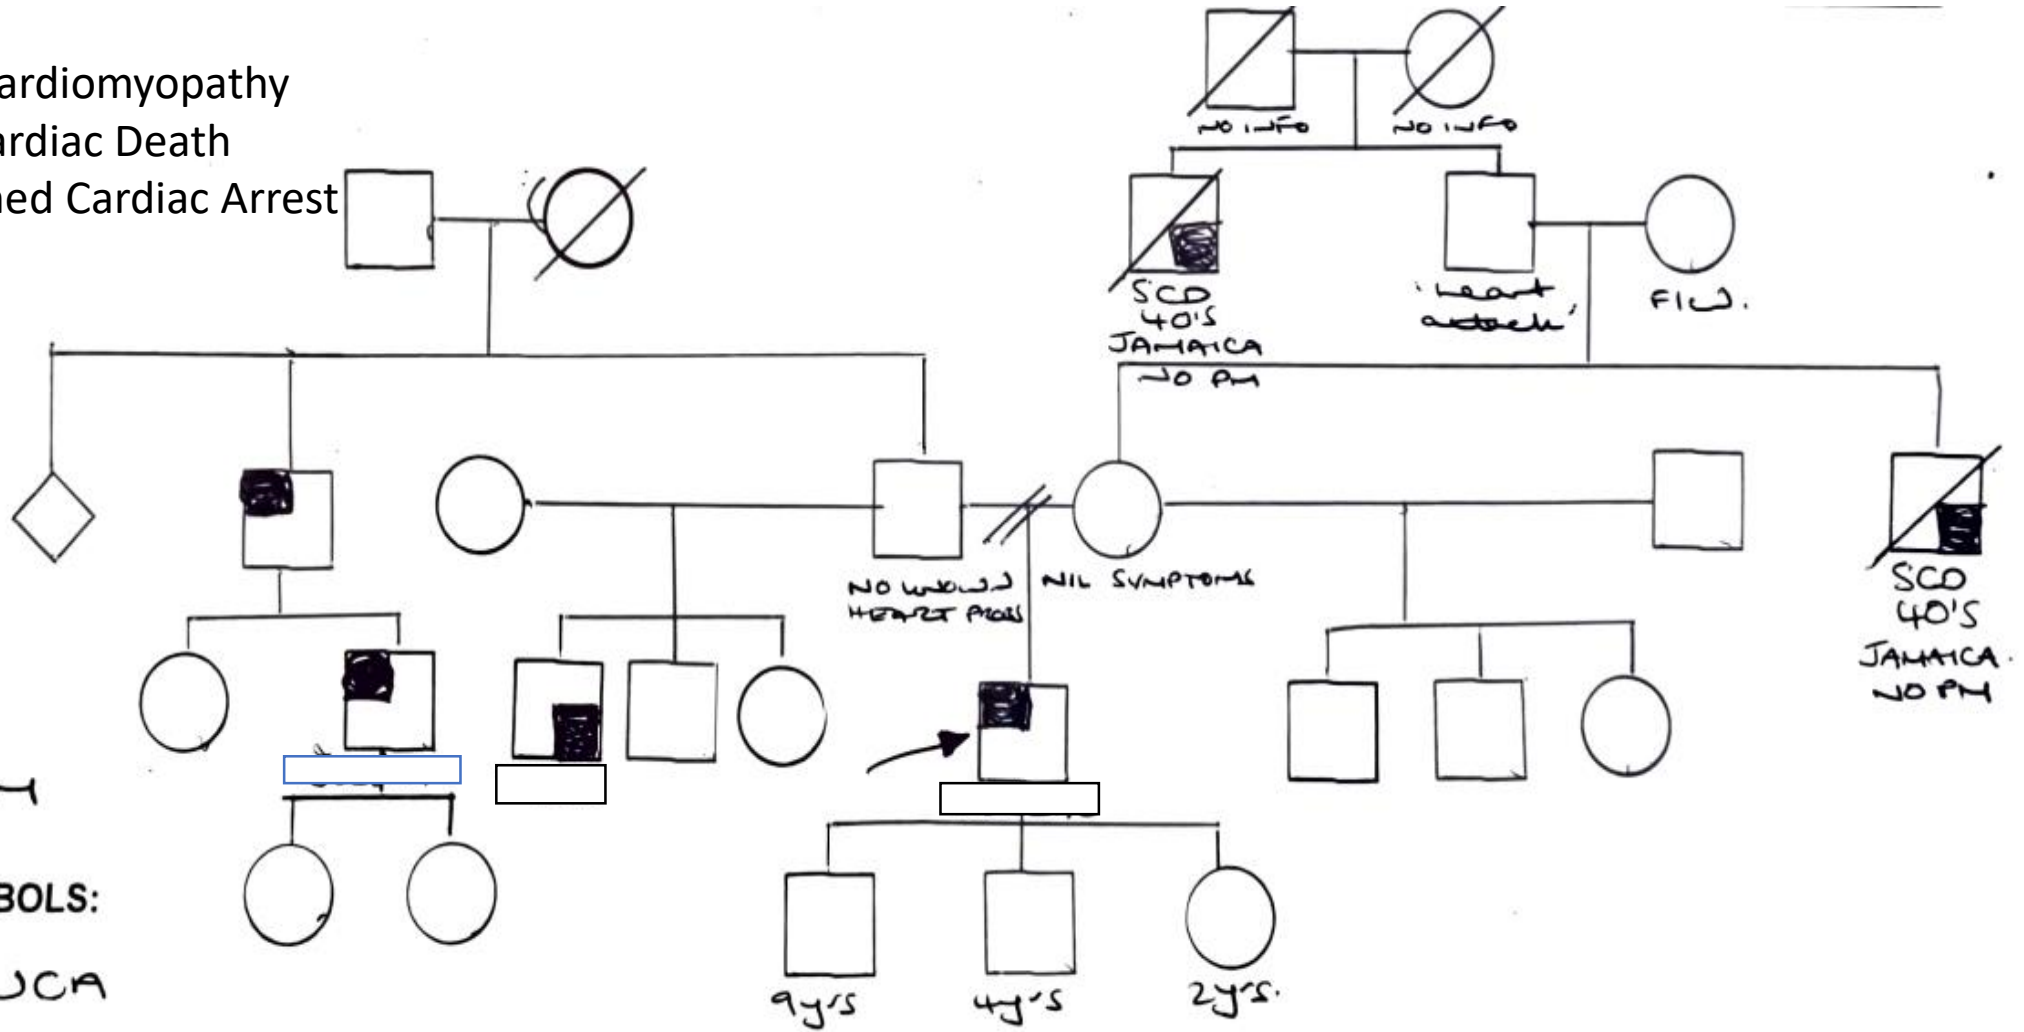 ardiomyopathy
ardiac Death
ned Cardiac Arrest
NO INFO
NO INFO
SCD
40'S
JAMAICA
NO PM
'heart
attack'
F I W.
NO KNOWN
HEART PROBS
NIL SYMPTOMS
SCD
40'S
JAMAICA.
NO PM
BOLS:
UCA
9y's
4y's
2y's.